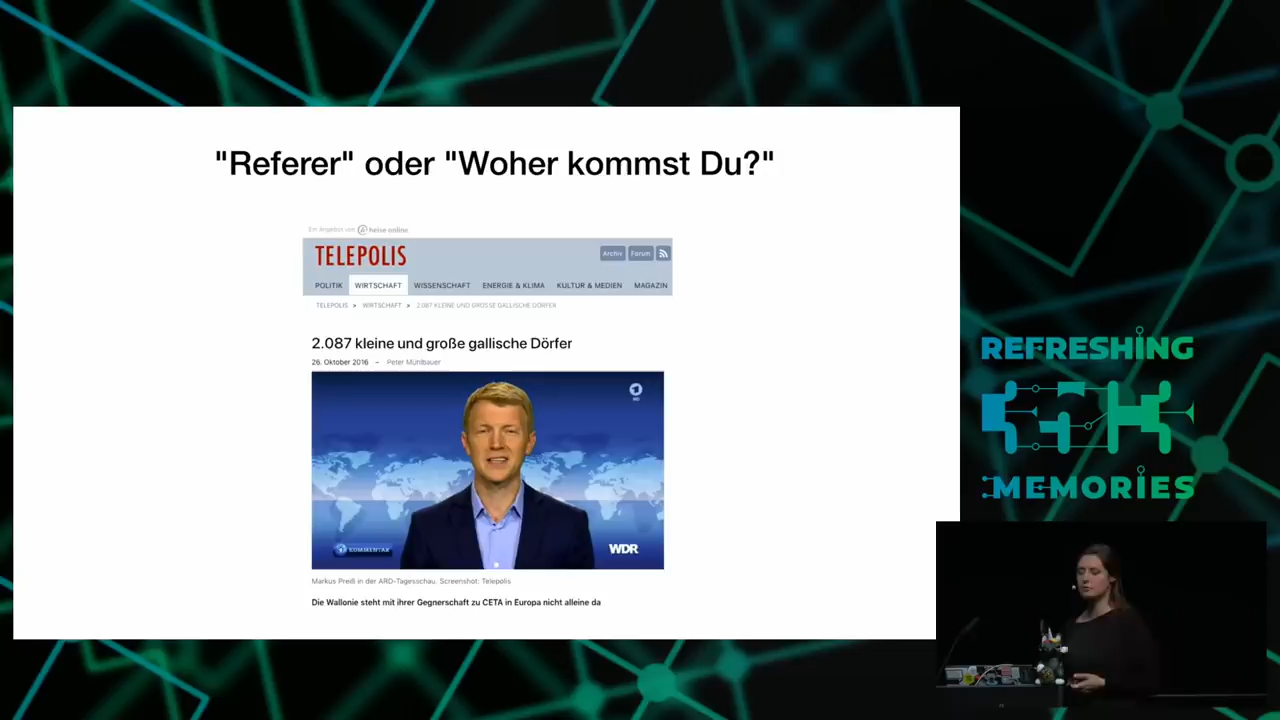 "Referer" oder "Woher kommst Du?"
Ein Angebot von heise online
TELEPOLIS
Archiv Forum
POLITIK WIRTSCHAFT WISSENSCHAFT ENERGIE & KLIMA KULTUR & MEDIEN MAGAZIN
TELEPOLIS > WIRTSCHAFT > 2.087 KLEINE UND GROSSE GALLISCHE DÖRFER
2.087 kleine und große gallische Dörfer
26. Oktober 2016 – Peter Mühlbauer
KOMMENTAR
WDR
Markus Preiß in der ARD-Tagesschau. Screenshot: Telepolis
Die Wallonie steht mit ihrer Gegnerschaft zu CETA in Europa nicht alleine da
REFRESHING
MEMORIES